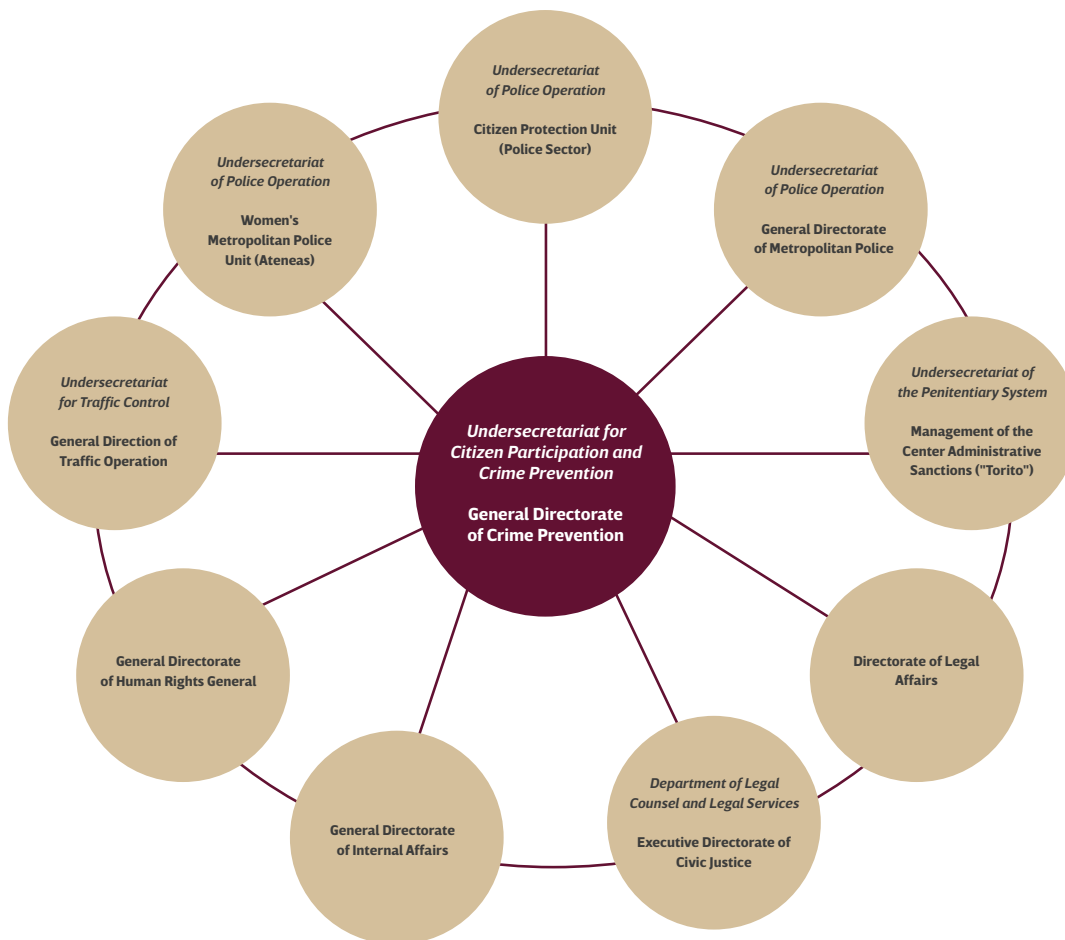 Undersecretariat
of Police Operation
Citizen Protection Unit
(Police Sector)
Undersecretariat
of Police Operation
Women's
Metropolitan Police
Unit (Ateneas)
Undersecretariat
of Police Operation
General Directorate
of Metropolitan Police
Undersecretariat
for Traffic Control
General Direction of
Traffic Operation
Undersecretariat for
Citizen Participation and
Crime Prevention
General Directorate
of Crime Prevention
Undersecretariat of
the Penitentiary System
Management of the
Center Administrative
Sanctions ("Torito")
General Directorate
of Human Rights General
Directorate of Legal
Affairs
General Directorate
of Internal Affairs
Department of Legal
Counsel and Legal Services
Executive Directorate of
Civic Justice